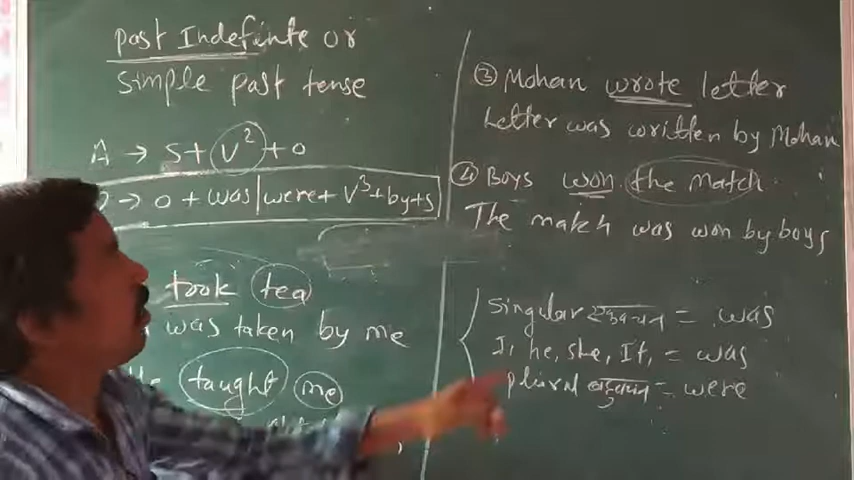 past Indefinite or
simple past tense
A → S + V² + O
→ O + was/were + V³ + by + S
took tea
was taken by me
taught me
③ Mohan wrote letter
Letter was written by Mohan
④ Boys won the match
The match was won by boys
singular एकवचन = was
I, he, she, It, = was
plural बहुवचन = were